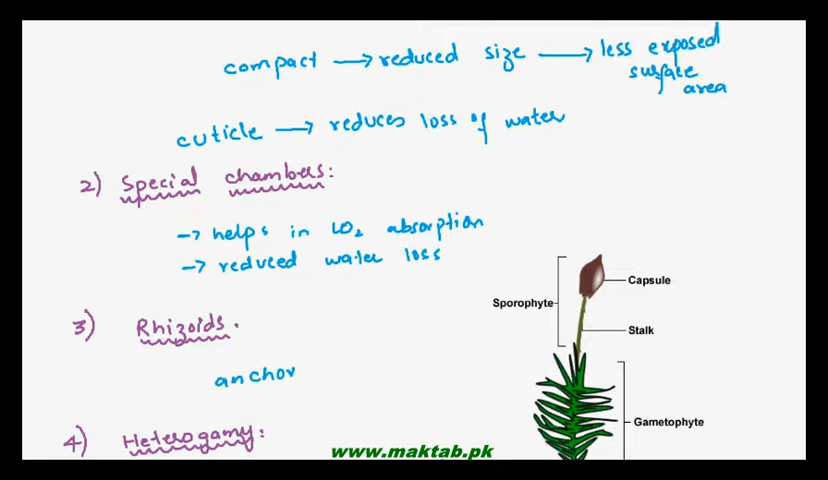 compact → reduced size → less exposed
surface
area
cuticle → reduces loss of water
2) Special chambers:
→ helps in CO₂ absorption
→ reduced water loss
Capsule
Sporophyte
3) Rhizoids.
Stalk
anchor
Gametophyte
4) Heterogamy:
www.maktab.pk